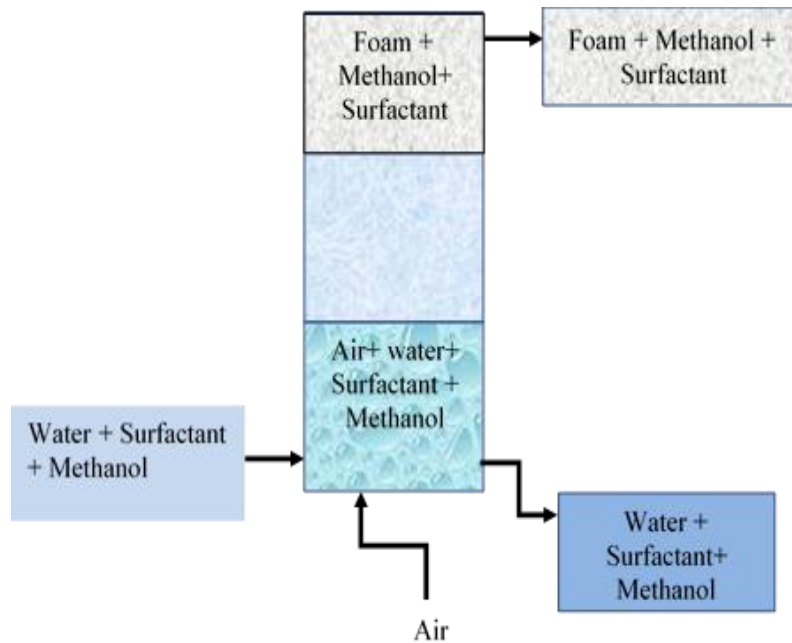 Foam +
Methanol+
Surfactant
Foam + Methanol +
Surfactant
Air+ water+
Surfactant +
Methanol
Water + Surfactant
+ Methanol
Water +
Surfactant+
Methanol
Air